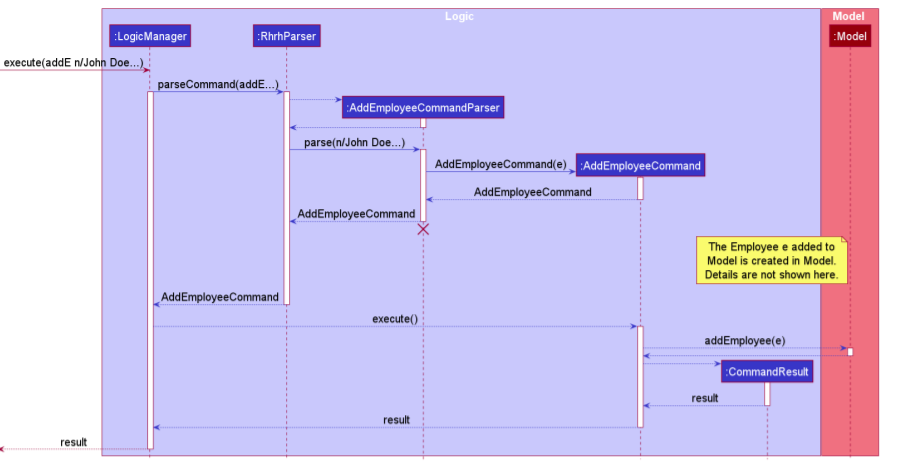 Logic
Model
:LogicManager
:RhrhParser
:Model
execute(addE n/John Doe...)
parseCommand(addE...)
:AddEmployeeCommandParser
parse(n/John Doe...)
AddEmployeeCommand(e)
:AddEmployeeCommand
AddEmployeeCommand
AddEmployeeCommand
The Employee e added to
Model is created in Model.
Details are not shown here.
AddEmployeeCommand
execute()
addEmployee(e)
:CommandResult
result
result
result